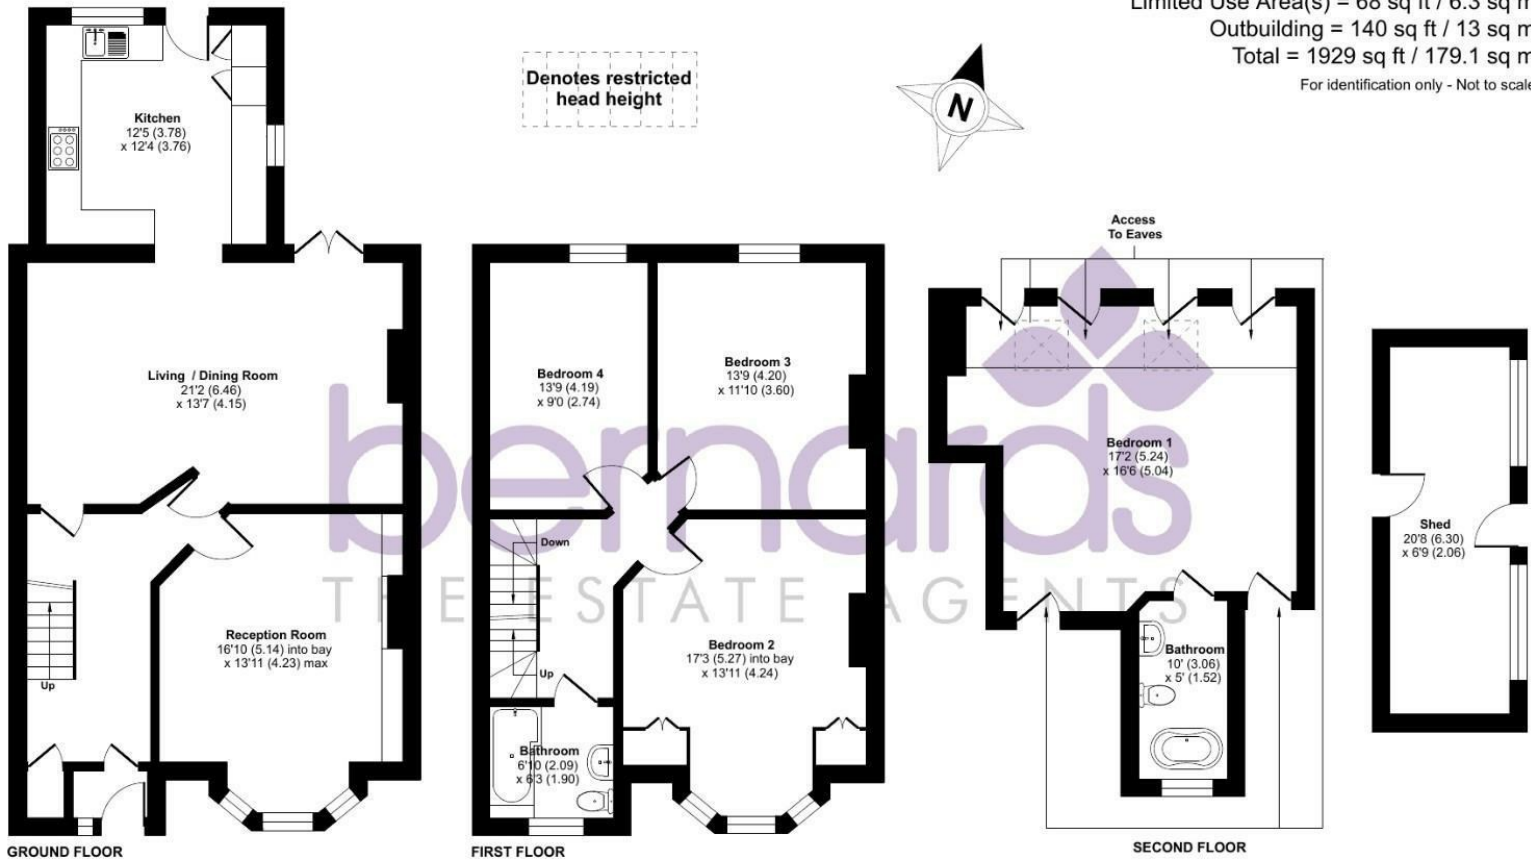 Limited Use Area(s) = 68 sq ft / 6.3 sq m
Outbuilding = 140 sq ft / 13 sq m
Total = 1929 sq ft / 179.1 sq m
For identification only - Not to scale
Denotes restricted
head height
N
Kitchen
12'5 (3.78)
x 12'4 (3.76)
Living / Dining Room
21'2 (6.46)
x 13'7 (4.15)
Reception Room
16'10 (5.14) into bay
x 13'11 (4.23) max
Up
GROUND FLOOR
Bedroom 4
13'9 (4.19)
x 9'0 (2.74)
Bedroom 3
13'9 (4.20)
x 11'10 (3.60)
Down
Up
Bedroom 2
17'3 (5.27) into bay
x 13'11 (4.24)
Bathroom
6'10 (2.09)
x 6'3 (1.90)
FIRST FLOOR
Access
To Eaves
Bedroom 1
17'2 (5.24)
x 16'6 (5.04)
Bathroom
10' (3.06)
x 5' (1.52)
SECOND FLOOR
Shed
20'8 (6.30)
x 6'9 (2.06)
bernards
THE ESTATE AGENTS